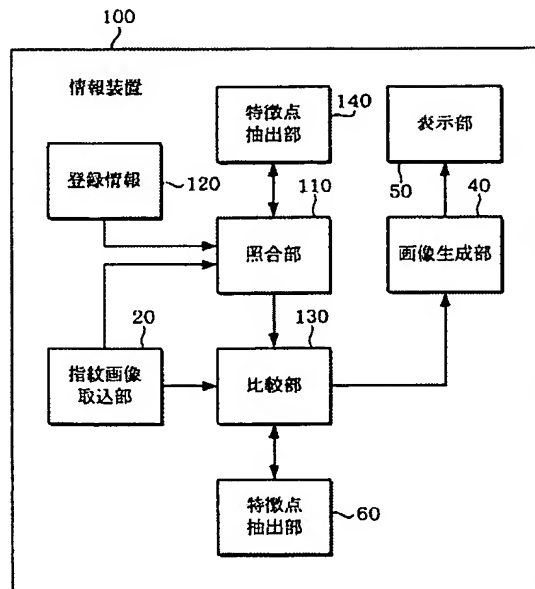 100
情報装置
特徴点
抽出部
140
表示部
50
登録情報
120
110
40
照合部
画像生成部
20
130
指紋画像
取込部
比較部
特徴点
抽出部
60